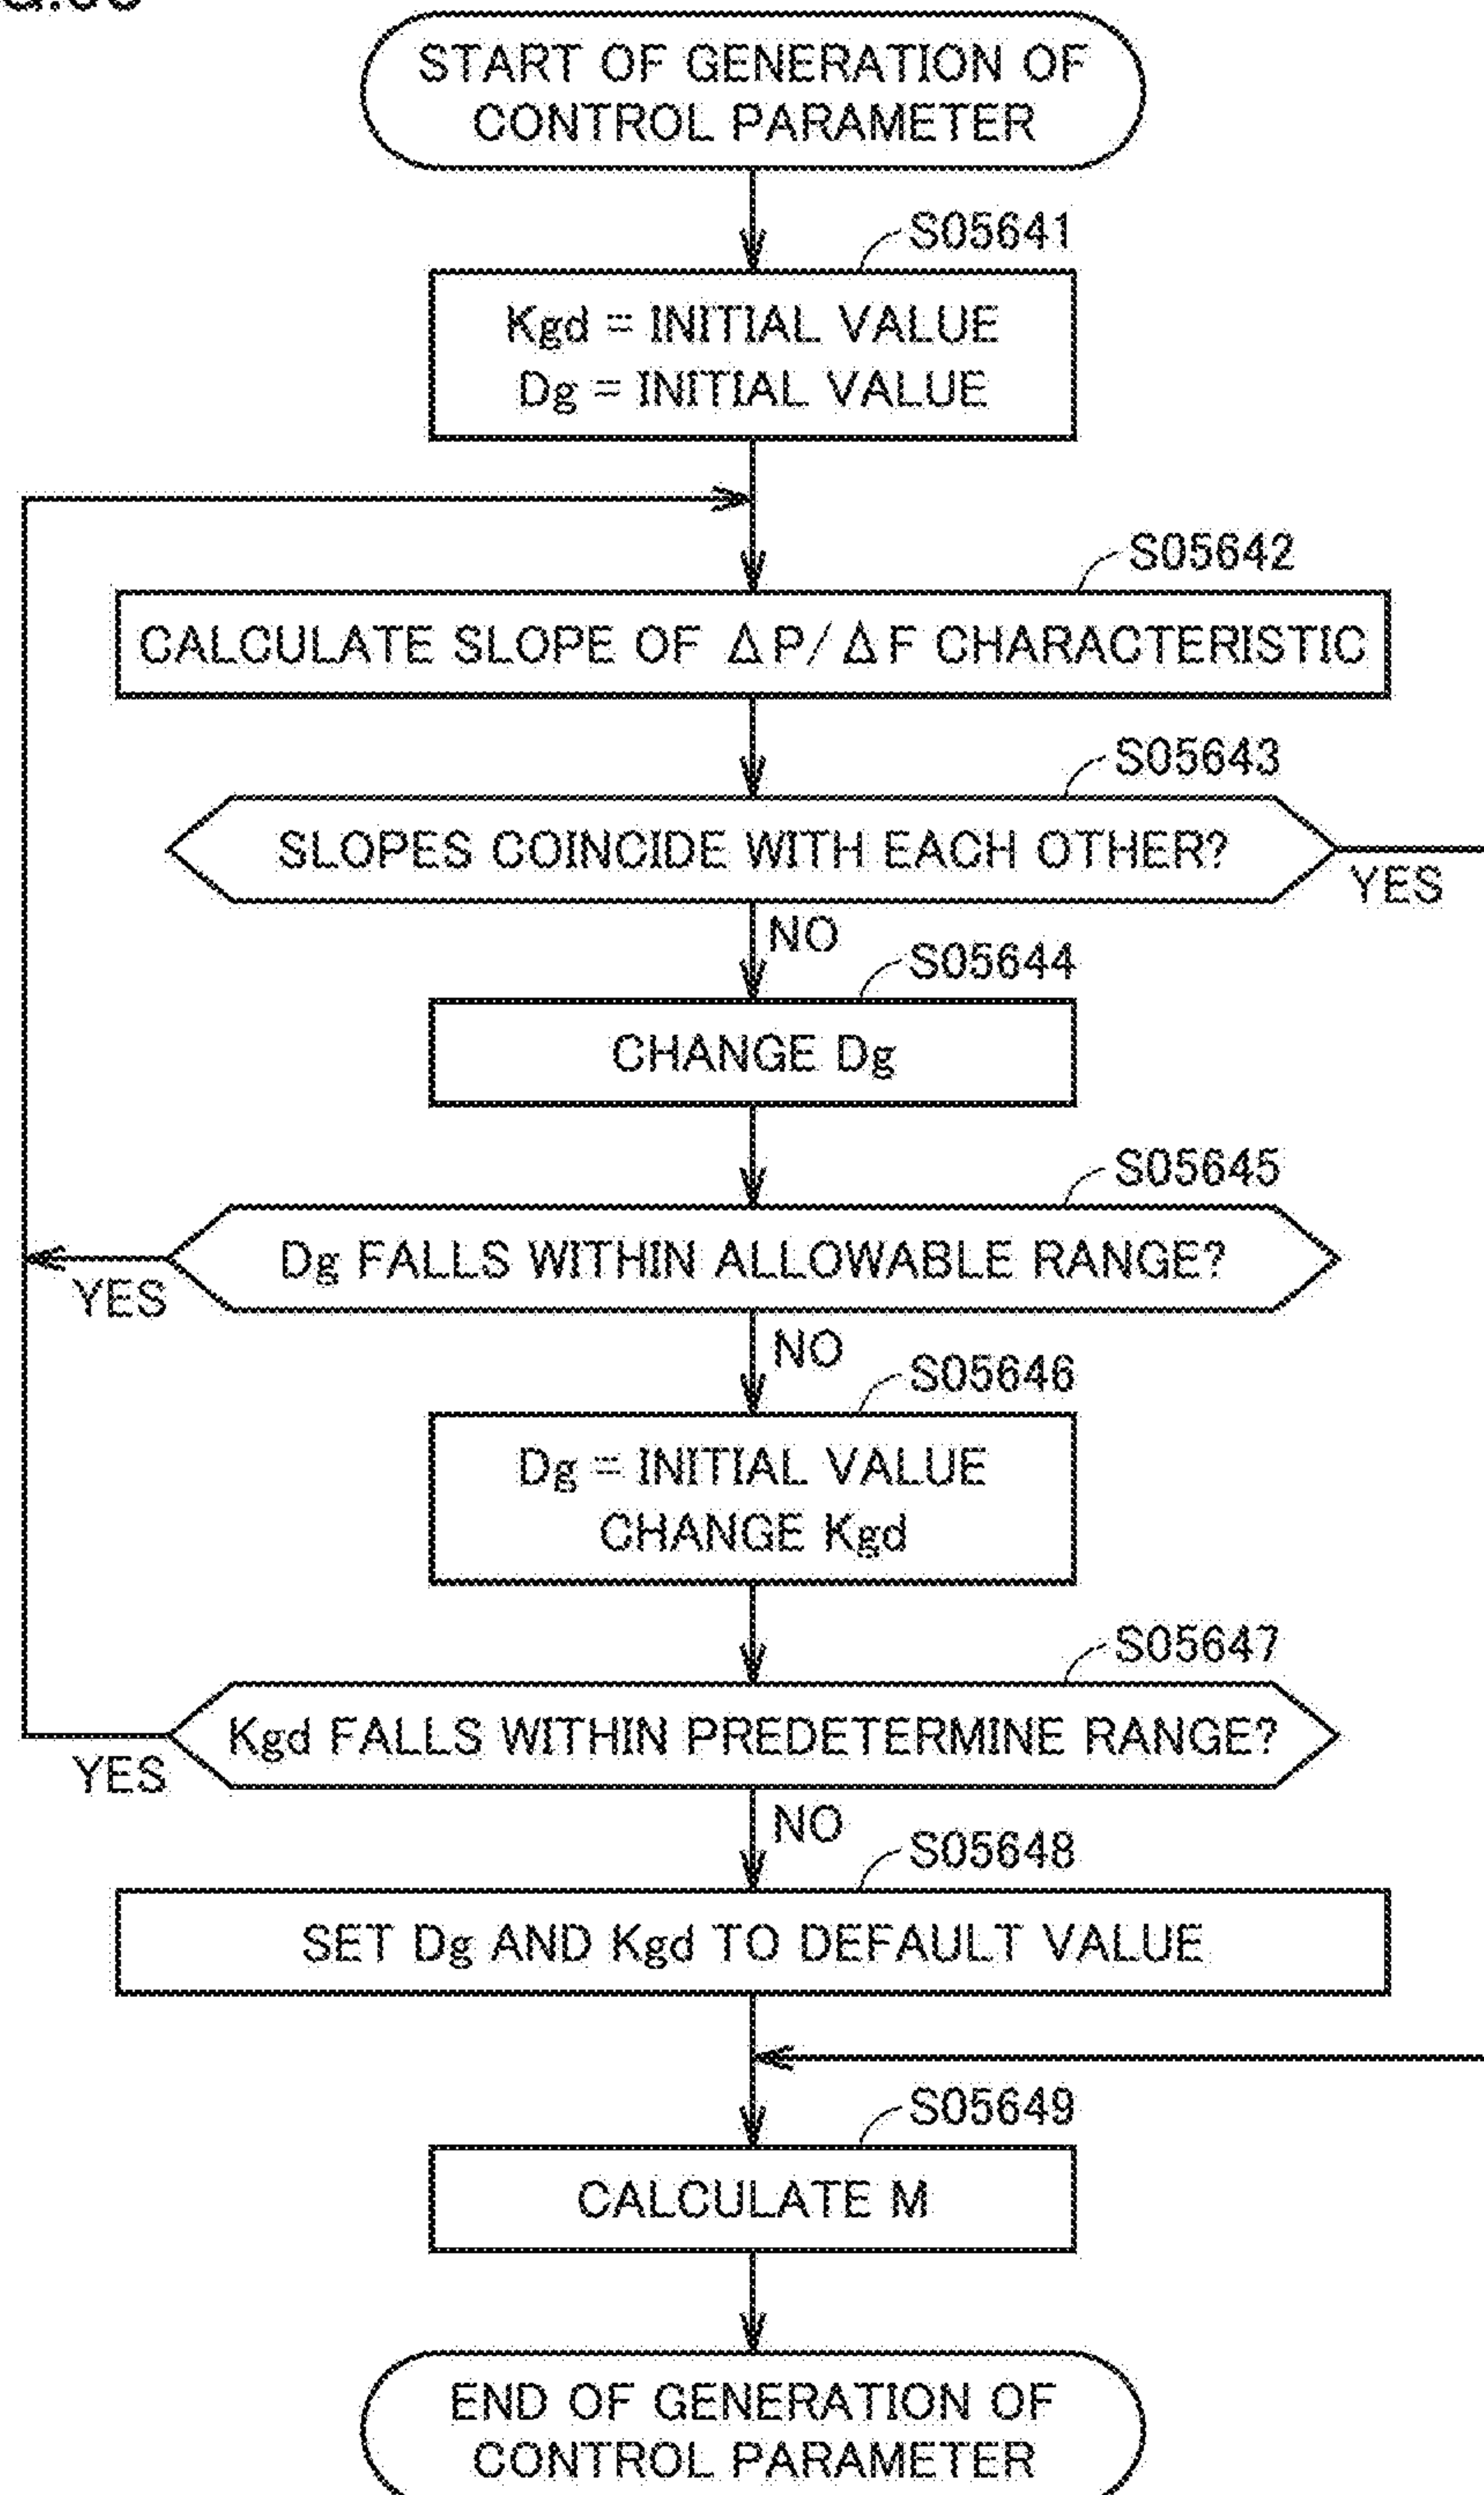 START OF GENERATION OF
CONTROL PARAMETER
S05641
Kgd = INITIAL VALUE
Dg = INITIAL VALUE
S05642
CALCULATE SLOPE OF ΔP/ΔF CHARACTERISTIC
S05643
SLOPES COINCIDE WITH EACH OTHER?
YES
NO
S05644
CHANGE Dg
S05645
Dg FALLS WITHIN ALLOWABLE RANGE?
YES
NO
S05646
Dg = INITIAL VALUE
CHANGE Kgd
S05647
Kgd FALLS WITHIN PREDETERMINE RANGE?
YES
NO
S05648
SET Dg AND Kgd TO DEFAULT VALUE
S05649
CALCULATE M
END OF GENERATION OF
CONTROL PARAMETER